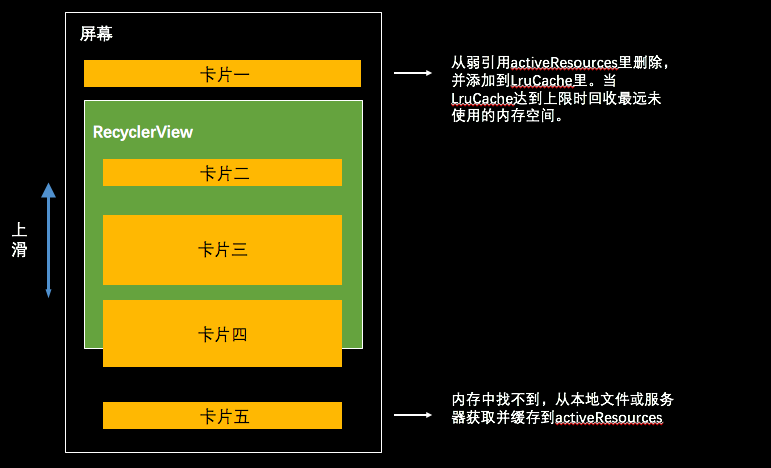 屏幕
卡片一
从弱引用activeResources里删除，
并添加到LruCache里。当
LruCache达到上限时回收最远未
使用的内存空间。
RecyclerView
卡片二
上
滑
卡片三
卡片四
卡片五
内存中找不到，从本地文件或服务
器获取并缓存到activeResources